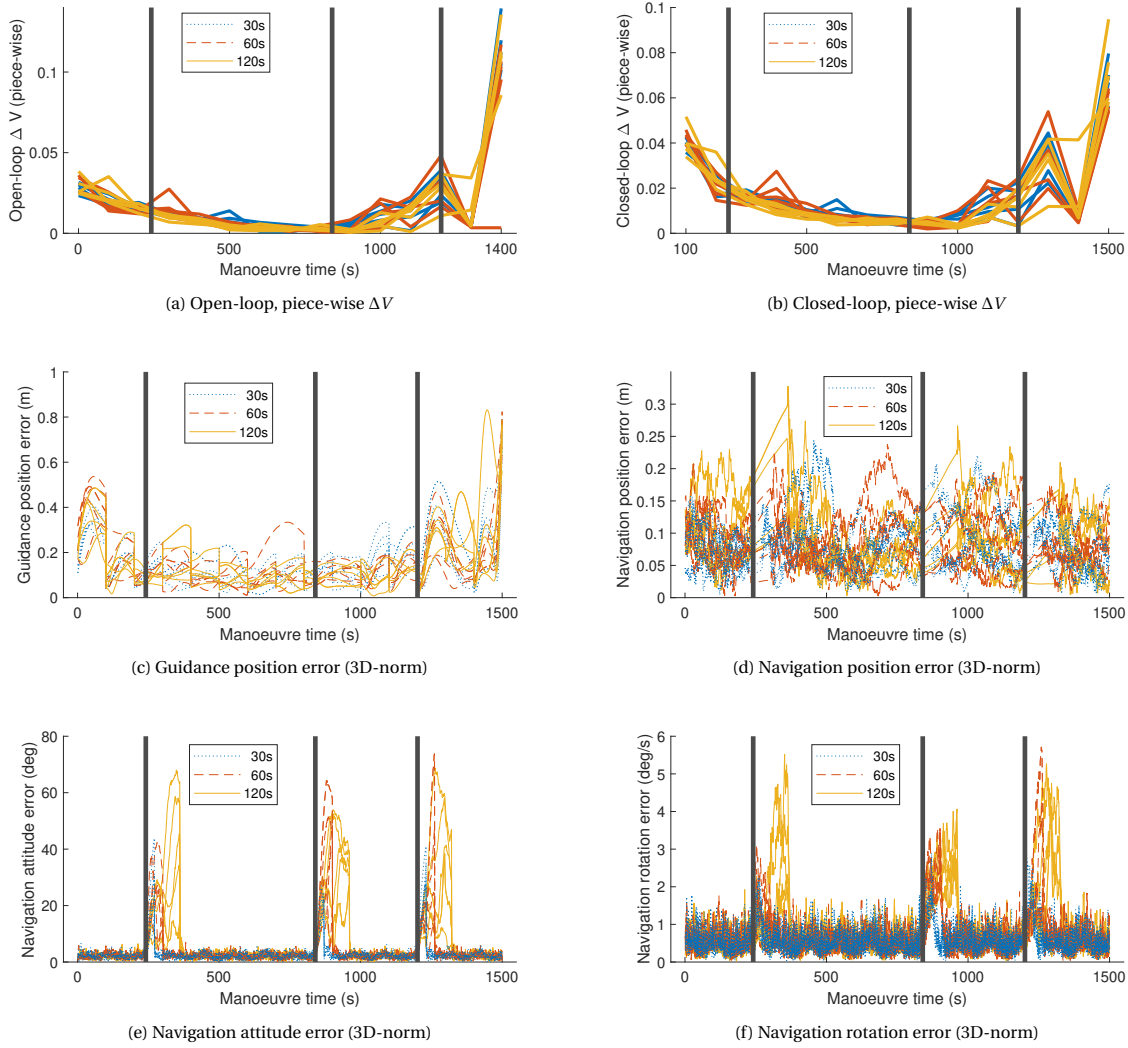 Open-loop Δ V (piece-wise)
0.1
0.05
0
30s
60s
120s
0
500
1000
1400
Manoeuvre time (s)
(a) Open-loop, piece-wise ΔV
Closed-loop Δ V (piece-wise)
0.1
0.08
0.06
0.04
0.02
0
30s
60s
120s
100
500
1000
1500
Manoeuvre time (s)
(b) Closed-loop, piece-wise ΔV
Guidance position error (m)
1
0.8
0.6
0.4
0.2
0
30s
60s
120s
0
500
1000
1500
Manoeuvre time (s)
(c) Guidance position error (3D-norm)
Navigation position error (m)
0.3
0.25
0.2
0.15
0.1
0.05
0
30s
60s
120s
0
500
1000
1500
Manoeuvre time (s)
(d) Navigation position error (3D-norm)
Navigation attitude error (deg)
80
60
40
20
0
30s
60s
120s
0
500
1000
1500
Manoeuvre time (s)
(e) Navigation attitude error (3D-norm)
Navigation rotation error (deg/s)
6
5
4
3
2
1
0
30s
60s
120s
0
500
1000
1500
Manoeuvre time (s)
(f) Navigation rotation error (3D-norm)